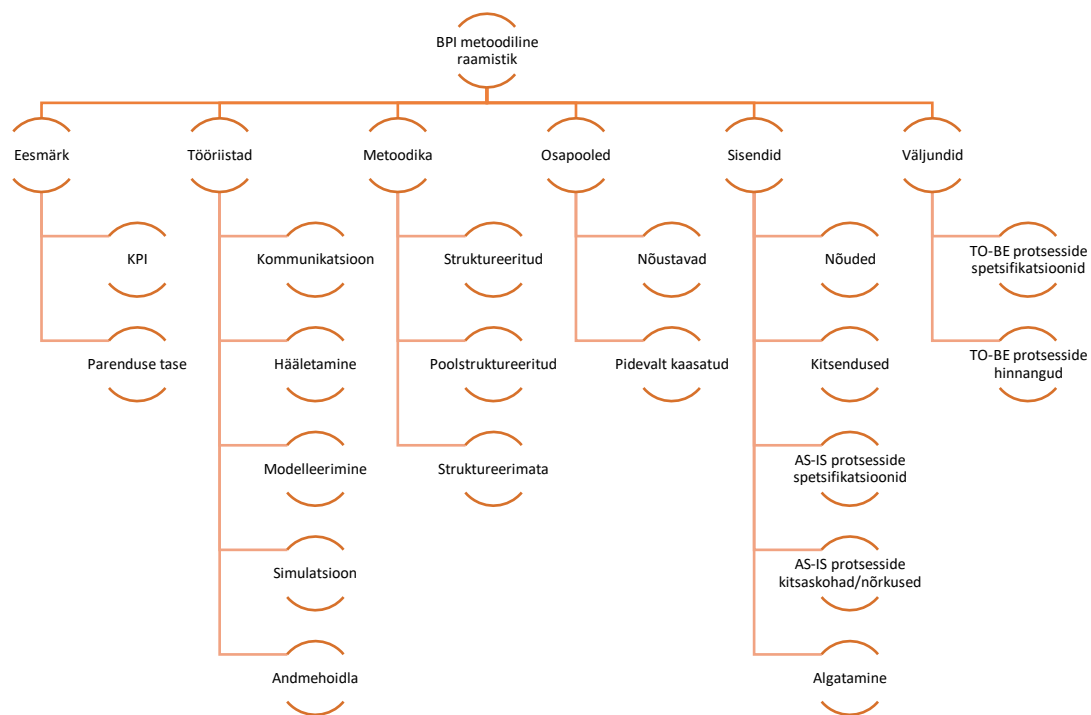 BPI metoodiline
raamistik
Eesmärk
KPI
Parenduse tase
Tööriistad
Kommunikatsioon
Hääletamine
Modelleerimine
Simulatsioon
Andmehoidla
Metoodika
Struktureeritud
Poolstruktureeritud
Struktureerimata
Osapooled
Nõustavad
Pidevalt kaasatud
Sisendid
Nõuded
Kitsendused
AS-IS protsesside
spetsifikatsioonid
AS-IS protsesside
kitsaskohad/nõrkused
Algatamine
Väljundid
TO-BE protsesside
spetsifikatsioonid
TO-BE protsesside
hinnangud